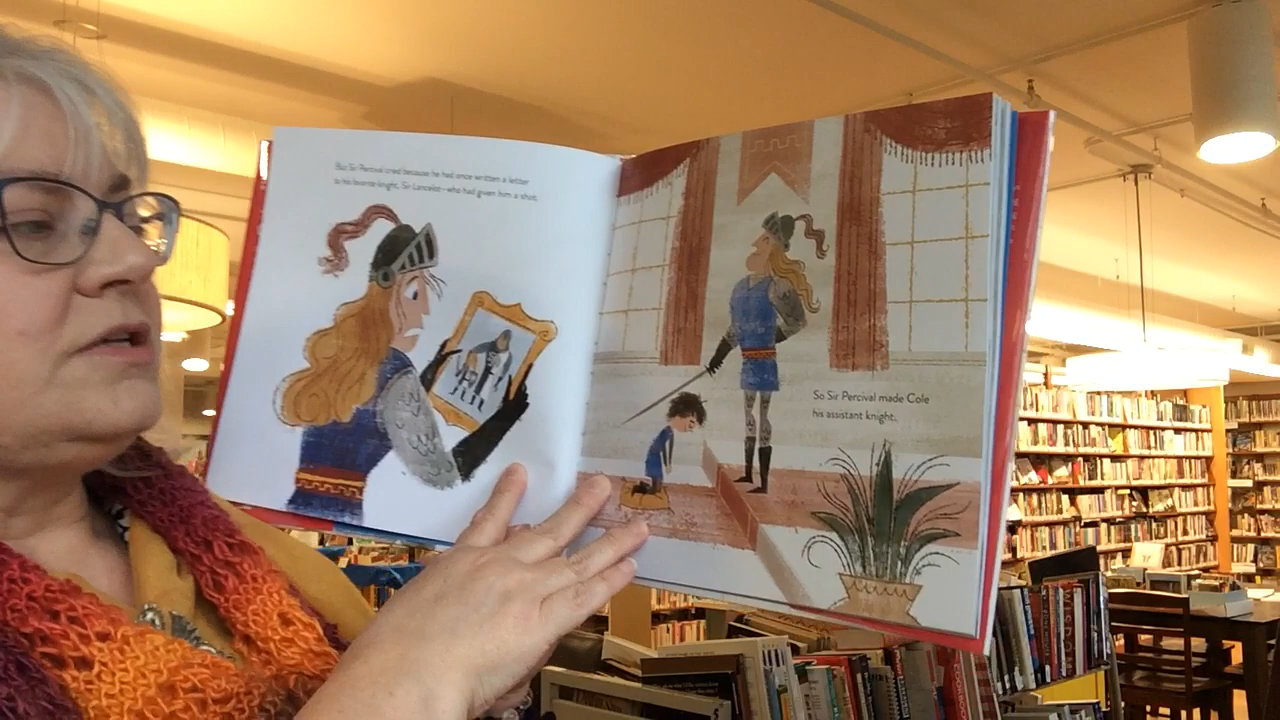 But Sir Percival cried because he had once written a letter
to his favorite knight, Sir Lancelot—who had given him a shot.
So Sir Percival made Cole
his assistant knight.